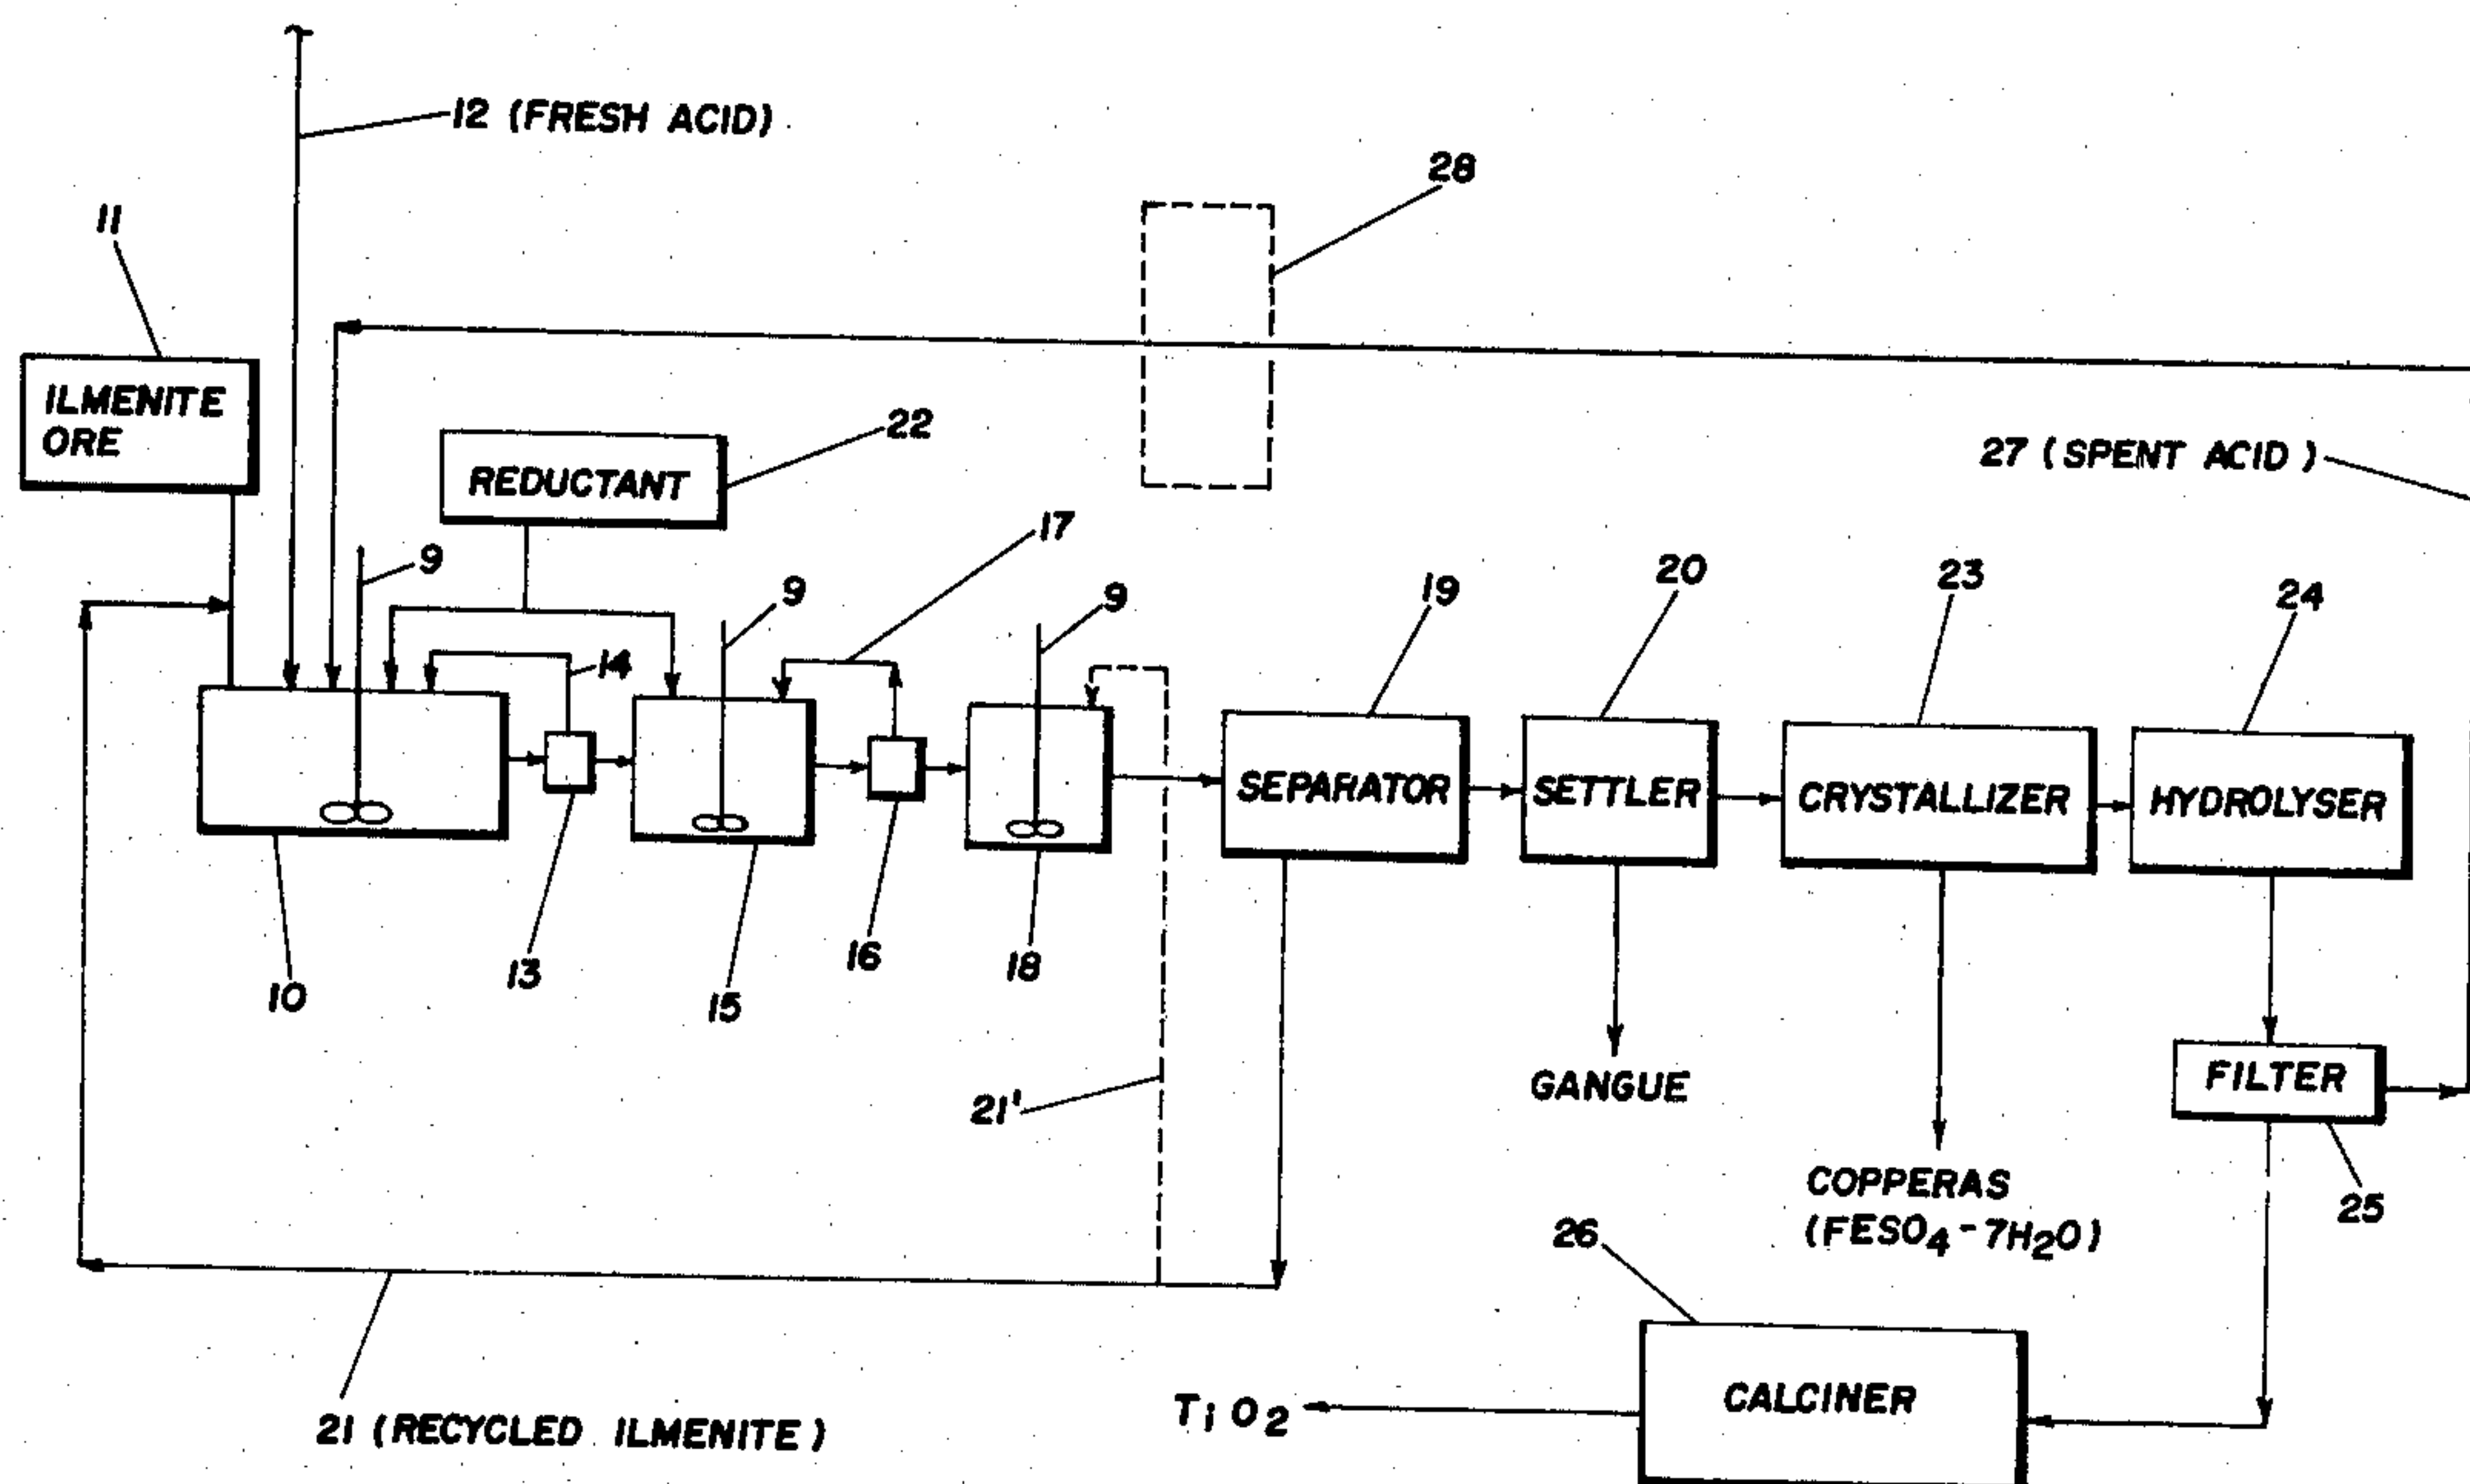 12 (FRESH ACID)
28
11
ILMENITE
ORE
22
REDUCTANT
27 (SPENT ACID)
17
9
9
9
14
19
20
23
24
SEPARATOR
SETTLER
CRYSTALLIZER
HYDROLYSER
10
13
15
16
18
21'
GANGUE
FILTER
25
COPPERAS
(FESO4-7H2O)
26
CALCINER
TiO2
21 (RECYCLED ILMENITE)